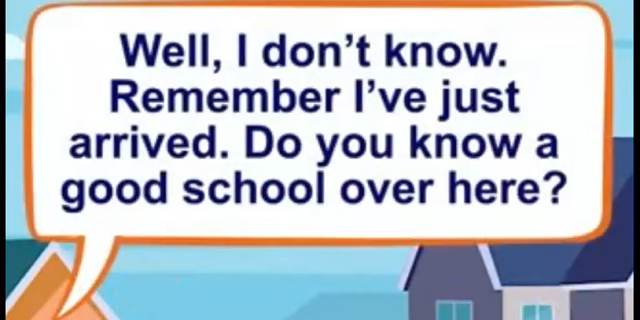 Well, I don't know.
Remember I've just
arrived. Do you know a
good school over here?